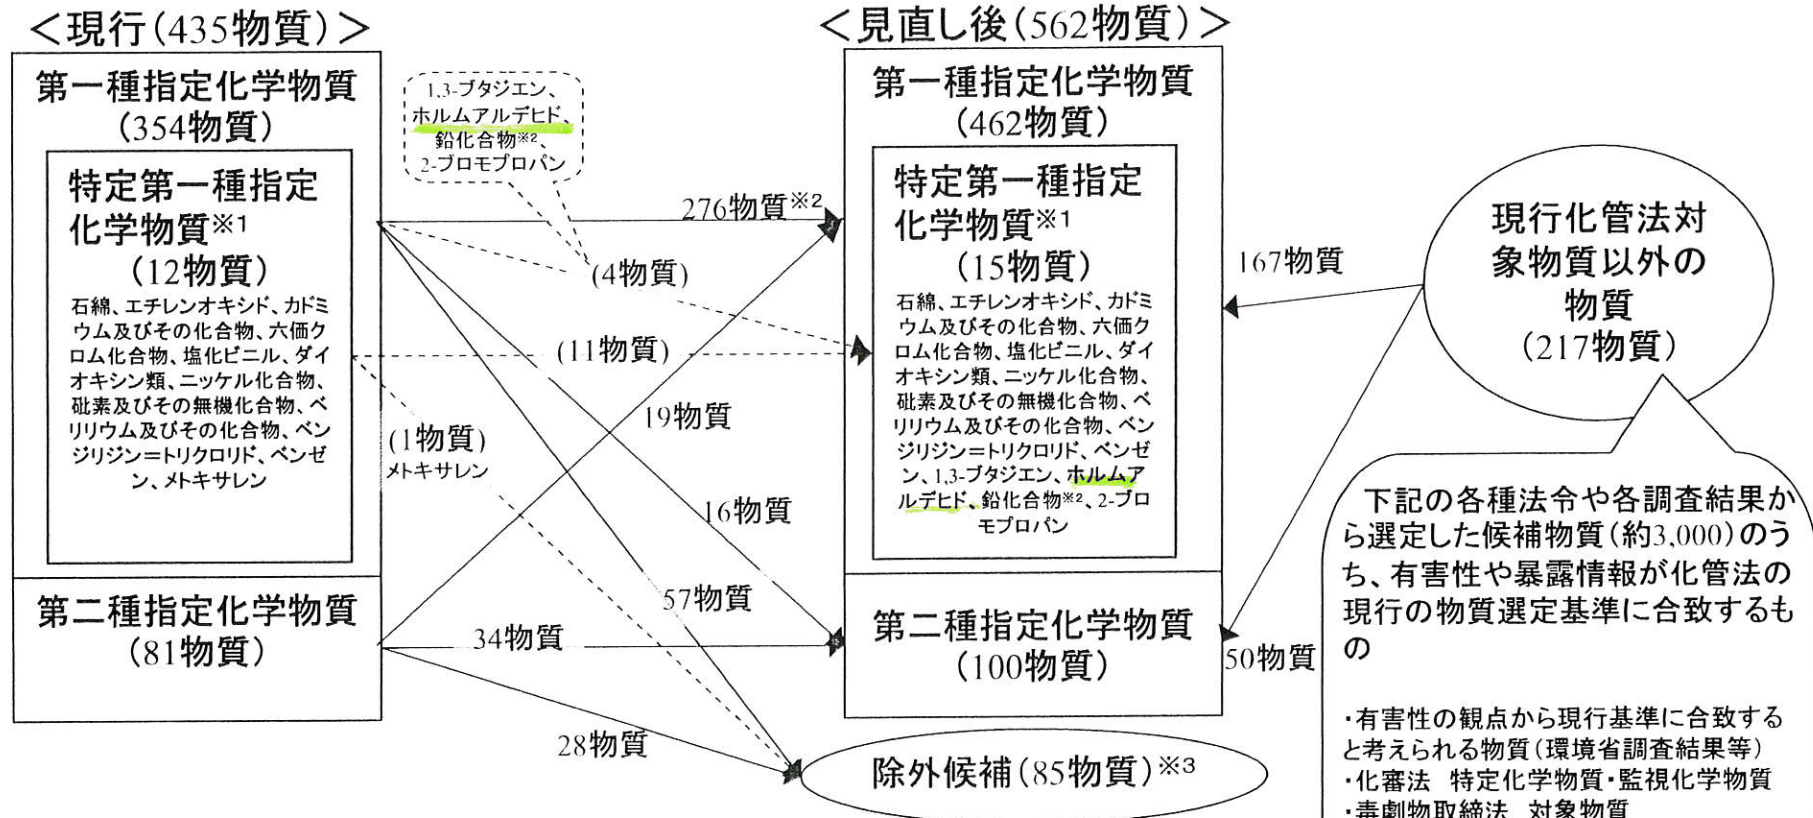 ＜現行(435物質)＞
第一種指定化学物質
(354物質)
特定第一種指定
化学物質※1
(12物質)
石綿、エチレンオキシド、カドミ
ウム及びその化合物、六価ク
ロム化合物、塩化ビニル、ダイ
オキシン類、ニッケル化合物、
砒素及びその無機化合物、ベ
リリウム及びその化合物、ベン
ジリジン＝トリクロリド、ベンゼ
ン、メトキサレン
第二種指定化学物質
(81物質)
1,3-ブタジエン、
ホルムアルデヒド、
鉛化合物※2、
2-ブロモプロパン
276物質※2
(4物質)
(11物質)
19物質
(1物質)
メトキサレン
16物質
57物質
34物質
28物質
＜見直し後(562物質)＞
第一種指定化学物質
(462物質)
特定第一種指定
化学物質※1
(15物質)
石綿、エチレンオキシド、カドミ
ウム及びその化合物、六価ク
ロム化合物、塩化ビニル、ダイ
オキシン類、ニッケル化合物、
砒素及びその無機化合物、ベ
リリウム及びその化合物、ベン
ジリジン＝トリクロリド、ベンゼ
ン、1,3-ブタジエン、ホルムア
ルデヒド、鉛化合物※2、2-ブロ
モプロパン
第二種指定化学物質
(100物質)
除外候補(85物質)※3
167物質
50物質
現行化管法対
象物質以外の
物質
(217物質)
下記の各種法令や各調査結果か
ら選定した候補物質(約3,000)のう
ち、有害性や暴露情報が化管法の
現行の物質選定基準に合致するも
の
・有害性の観点から現行基準に合致する
と考えられる物質(環境省調査結果等)
・化審法 特定化学物質・監視化学物質
・毒劇物取締法 対象物質